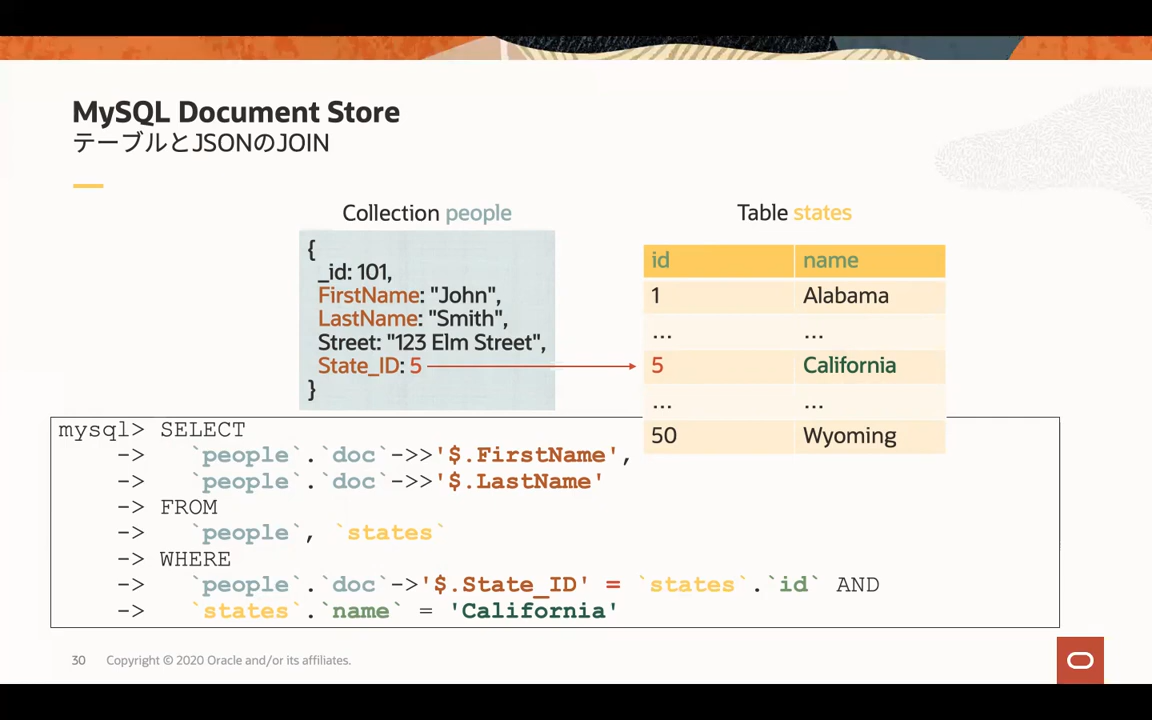 MySQL Document Store
テーブルとJSONのJOIN
Collection people
{
_id: 101,
FirstName: "John",
LastName: "Smith",
Street: "123 Elm Street",
State_ID: 5
}
Table states
id name
1 Alabama
... ...
5 California
... ...
50 Wyoming
mysql> SELECT
-> `people`.`doc`->>'$.FirstName',
-> `people`.`doc`->>'$.LastName'
-> FROM
-> `people`, `states`
-> WHERE
-> `people`.`doc`->'$.State_ID' = `states`.`id` AND
-> `states`.`name` = 'California'
30 Copyright © 2020 Oracle and/or its affiliates.